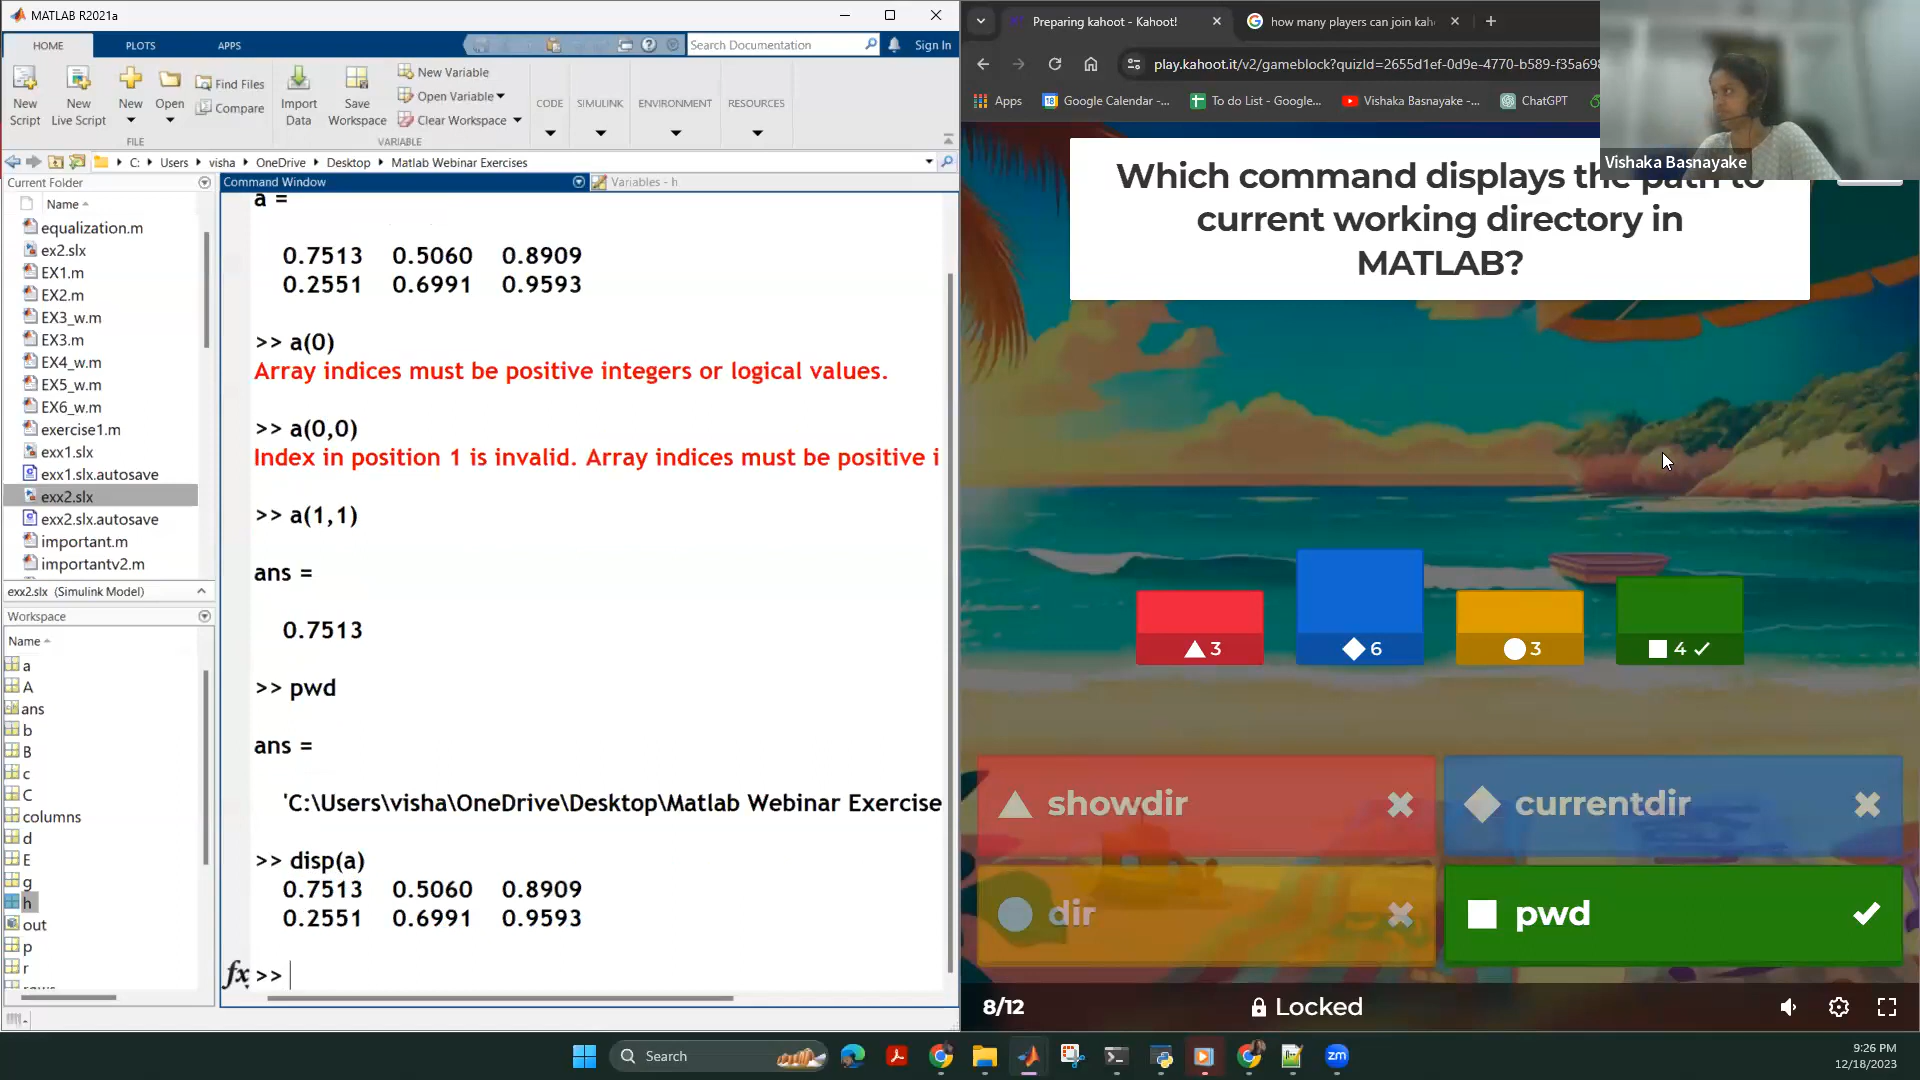 MATLAB R2021a
HOME
PLOTS
APPS
Search Documentation
Sign In
New Script
New Live Script
New
Open
Find Files
Compare
Import Data
Save Workspace
New Variable
Open Variable
Clear Workspace
CODE
SIMULINK
ENVIRONMENT
RESOURCES
FILE
VARIABLE
C:
Users
visha
OneDrive
Desktop
Matlab Webinar Exercises
Current Folder
Name
equalization.m
ex2.slx
EX1.m
EX2.m
EX3_w.m
EX3.m
EX4_w.m
EX5_w.m
EX6_w.m
exercise1.m
exx1.slx
exx1.slx.autosave
exx2.slx
exx2.slx.autosave
important.m
importantv2.m
exx2.slx (Simulink Model)
Workspace
Name
a
A
ans
b
B
c
C
columns
d
E
g
h
out
p
r
Command Window
Variables - h
a =
0.7513 0.5060 0.8909
0.2551 0.6991 0.9593
>> a(0)
Array indices must be positive integers or logical values.
>> a(0,0)
Index in position 1 is invalid. Array indices must be positive i
>> a(1,1)
ans =
0.7513
>> pwd
ans =
'C:\Users\visha\OneDrive\Desktop\Matlab Webinar Exercise
>> disp(a)
0.7513 0.5060 0.8909
0.2551 0.6991 0.9593
fx >>
Preparing kahoot - Kahoot!
how many players can join kah
play.kahoot.it/v2/gameblock?quizId=2655d1ef-0d9e-4770-b589-f35a698
Apps
Google Calendar -...
To do List - Google...
Vishaka Basnayake -...
ChatGPT
Vishaka Basnayake
Which command displays the path to
current working directory in
MATLAB?
3
6
3
4
showdir
currentdir
dir
pwd
8/12
Locked
Search
zm
9:26 PM
12/18/2023